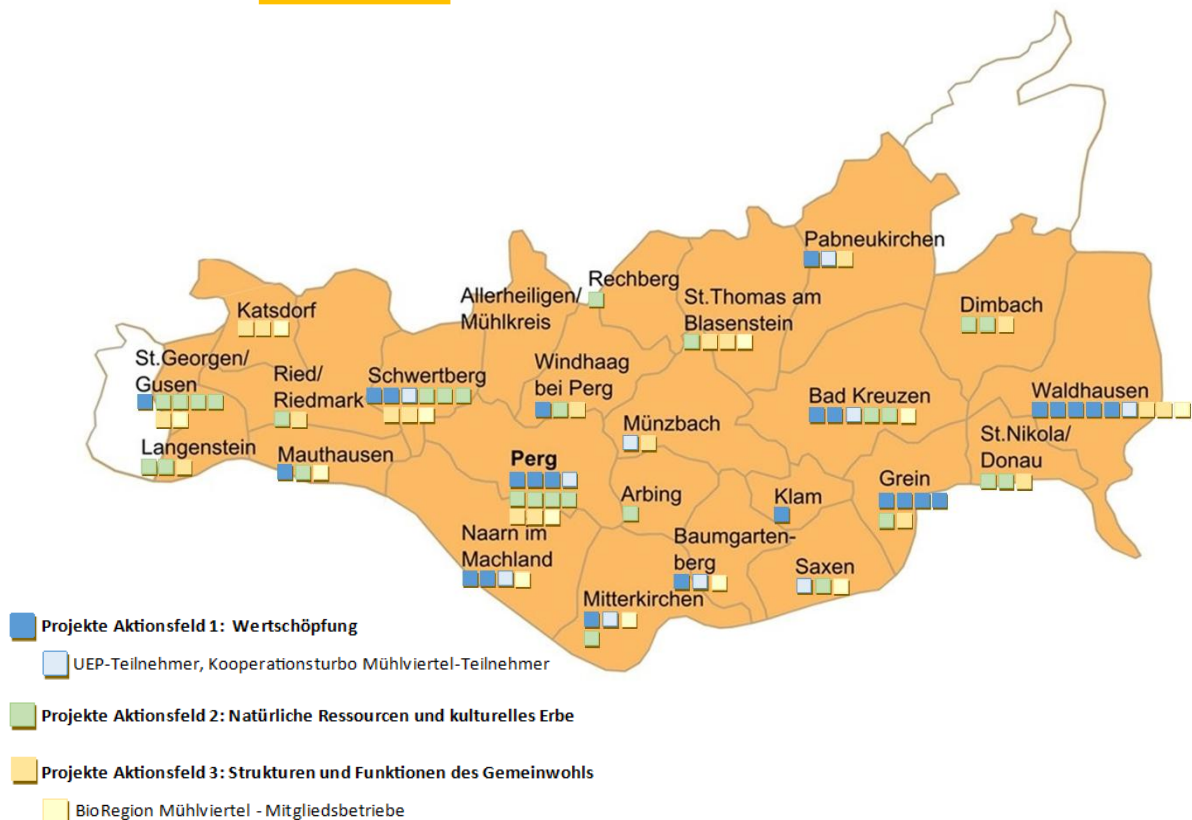 Pabneukirchen
Rechberg
Allerheiligen/
Mühlkreis
St.Thomas am
Blasenstein
Dimbach
Katsdorf
St.Georgen/
Gusen
Ried/
Riedmark
Schwertberg
Windhaag
bei Perg
Bad Kreuzen
Waldhausen
Münzbach
St.Nikola/
Donau
Langenstein
Mauthausen
Perg
Arbing
Klam
Grein
Naarn im
Machland
Baumgarten-
berg
Saxen
Mitterkirchen
Projekte Aktionsfeld 1: Wertschöpfung
UEP-Teilnehmer, Kooperationsturbo Mühlviertel-Teilnehmer
Projekte Aktionsfeld 2: Natürliche Ressourcen und kulturelles Erbe
Projekte Aktionsfeld 3: Strukturen und Funktionen des Gemeinwohls
BioRegion Mühlviertel - Mitgliedsbetriebe